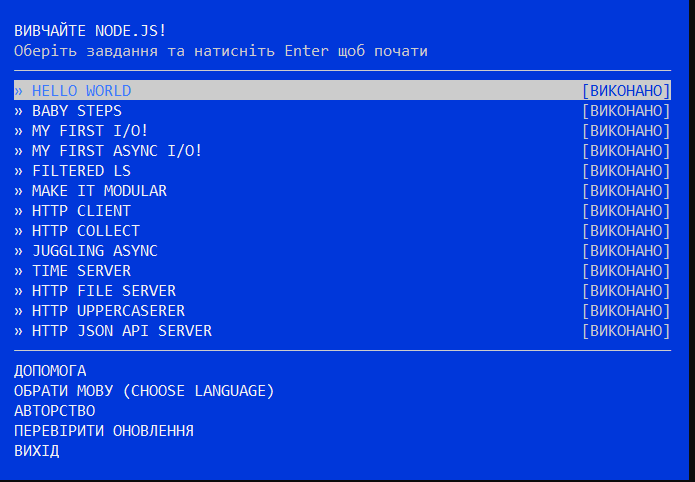 ВИВЧАЙТЕ NODE.JS!
Оберіть завдання та натисніть Enter щоб почати
» HELLO WORLD [ВИКОНАНО]
» BABY STEPS [ВИКОНАНО]
» MY FIRST I/O! [ВИКОНАНО]
» MY FIRST ASYNC I/O! [ВИКОНАНО]
» FILTERED LS [ВИКОНАНО]
» MAKE IT MODULAR [ВИКОНАНО]
» HTTP CLIENT [ВИКОНАНО]
» HTTP COLLECT [ВИКОНАНО]
» JUGGLING ASYNC [ВИКОНАНО]
» TIME SERVER [ВИКОНАНО]
» HTTP FILE SERVER [ВИКОНАНО]
» HTTP UPPERCASERER [ВИКОНАНО]
» HTTP JSON API SERVER [ВИКОНАНО]
ДОПОМОГА
ОБРАТИ МОВУ (CHOOSE LANGUAGE)
АВТОРСТВО
ПЕРЕВІРИТИ ОНОВЛЕННЯ
ВИХІД